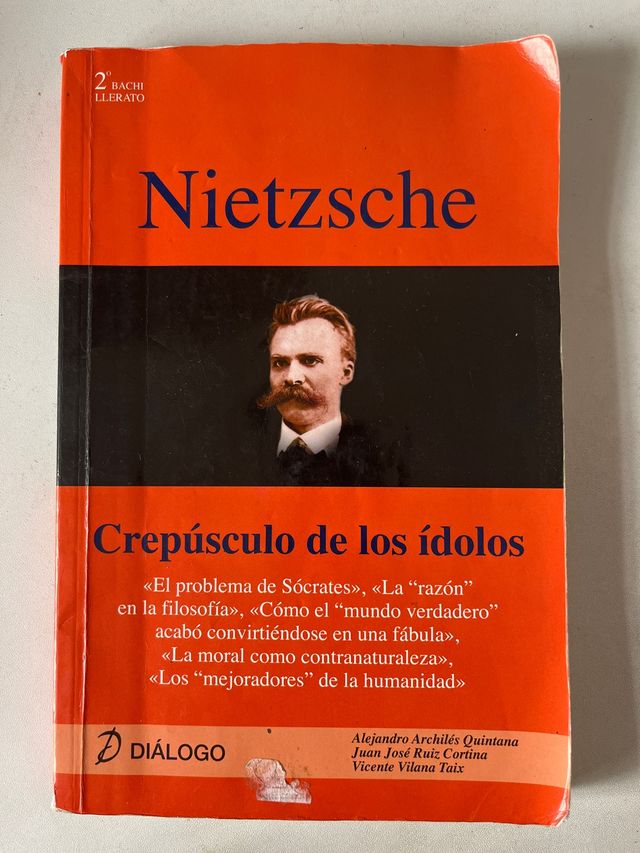 2º BACHI
LLERATO
Nietzsche
Crepúsculo de los ídolos
«El problema de Sócrates», «La “razón”
en la filosofía», «Cómo el “mundo verdadero”
acabó convirtiéndose en una fábula»,
«La moral como contranaturaleza»,
«Los “mejoradores” de la humanidad»
DIÁLOGO
Alejandro Archilés Quintana
Juan José Ruiz Cortina
Vicente Vilana Taix